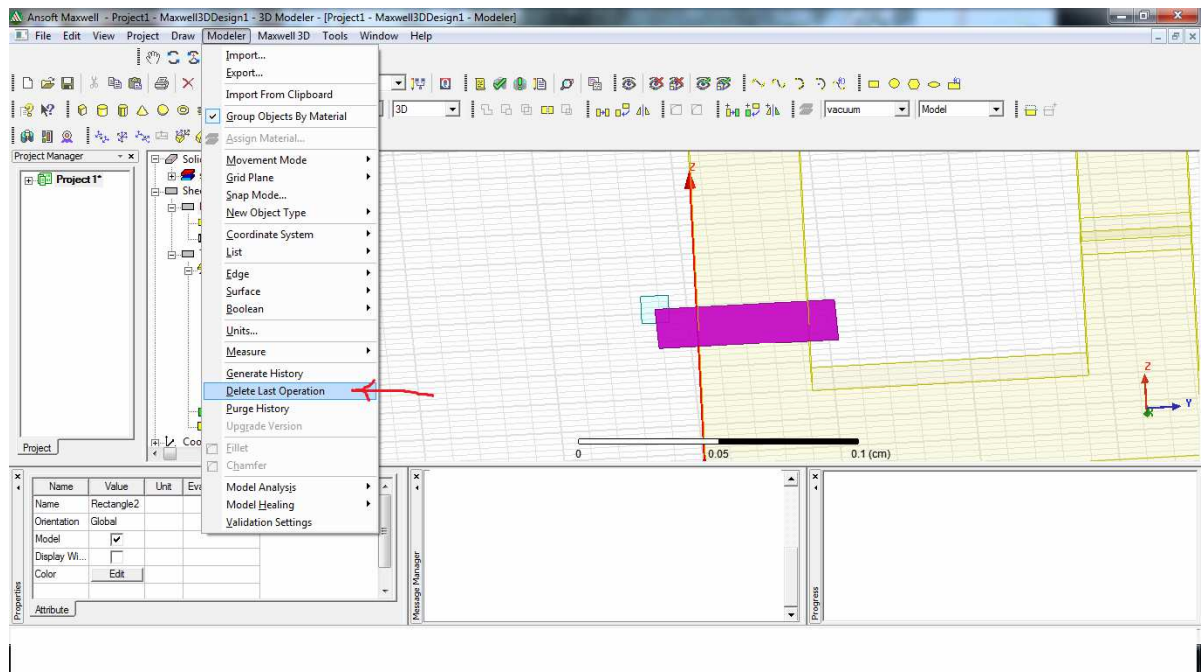 Ansoft Maxwell - Project1 - Maxwell3DDesign1 - 3D Modeler - [Project1 - Maxwell3DDesign1 - Modeler]
File Edit View Project Draw Modeler Maxwell 3D Tools Window Help
Import...
Export...
Import From Clipboard
Group Objects By Material
Assign Material...
Movement Mode
Grid Plane
Snap Mode...
New Object Type
Coordinate System
List
Edge
Surface
Boolean
Units...
Measure
Generate History
Delete Last Operation
Purge History
Upgrade Version
Fillet
Chamfer
Model Analysis
Model Healing
Validation Settings
3D vacuum Model
Project Manager
Project1*
Project
Z
0 0.05 0.1 (cm)
Z
Y
Name Value Unit
Name Rectangle2
Orientation Global
Model
Display Wi...
Color Edit
Attribute
Properties
Message Manager
Progress